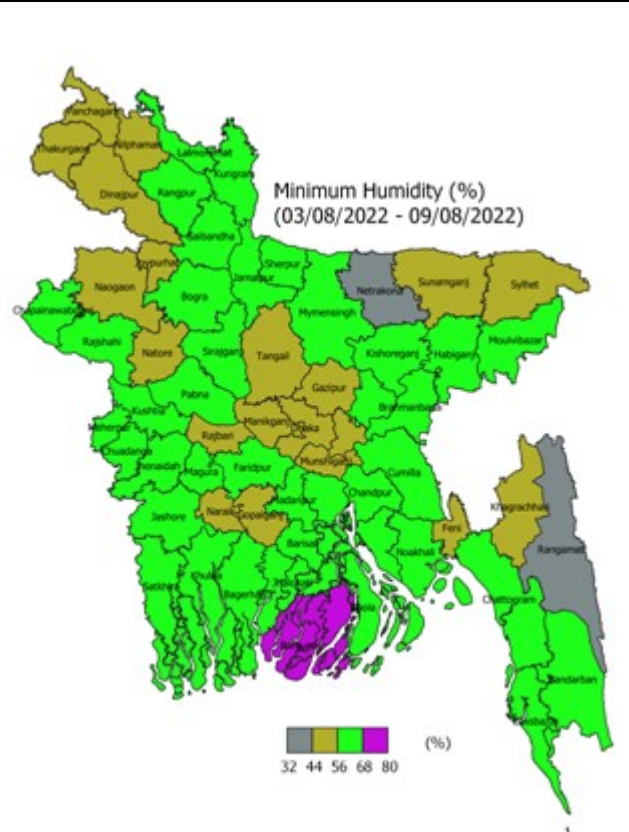 Panchagarh
Thakurgaon
Nilphamari
Lalmonirhat
Kurigram
Dinajpur
Rangpur
Minimum Humidity (%)
(03/08/2022 - 09/08/2022)
Gaibandha
Joypurhat
Sherpur
Jamalpur
Naogaon
Netrakona
Sunamganj
Sylhet
Bogra
Mymensingh
Chapainawabganj
Rajshahi
Natore
Sirajganj
Tangail
Kishoreganj
Habiganj
Moulvibazar
Gazipur
Pabna
Kushtia
Manikganj
Dhaka
Meherpur
Rajbari
Chuadanga
Jhenaidah
Magura
Faridpur
Munshiganj
Cumilla
Madaripur
Chandpur
Khagrachhari
Jashore
Narail
Gopalganj
Feni
Barisal
Noakhali
Rangamati
Satkhira
Khulna
Bagerhat
Bhola
Chattogram
Bandarban
(%)
32 44 56 68 80